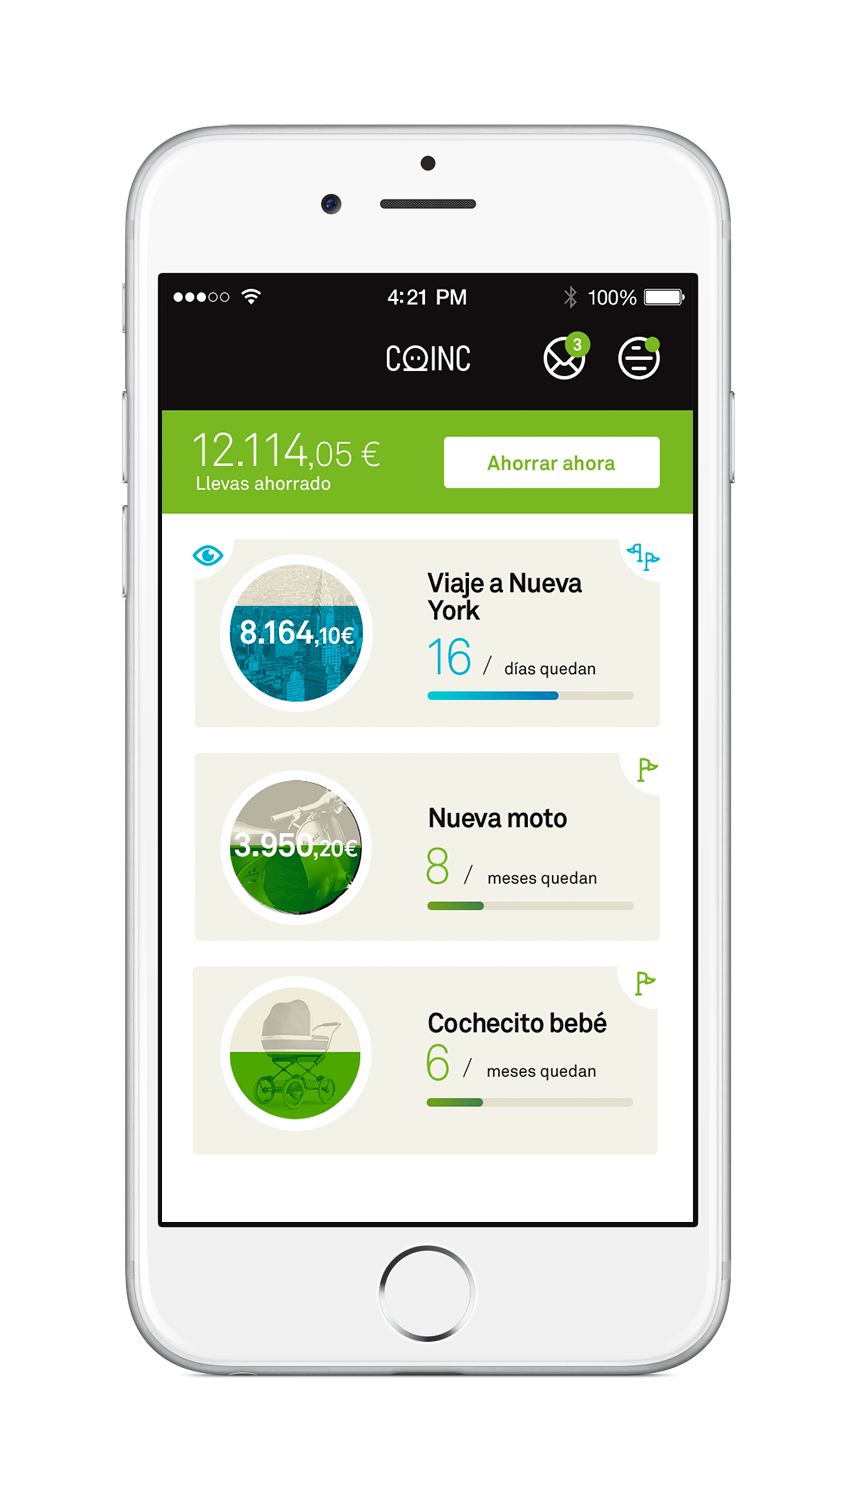 4:21 PM
100%
COINC
3
12.114,05 €
Llevas ahorrado
Ahorrar ahora
8.164,10€
Viaje a Nueva
York
16 / días quedan
3.950,20€
Nueva moto
8 / meses quedan
Cochecito bebé
6 / meses quedan